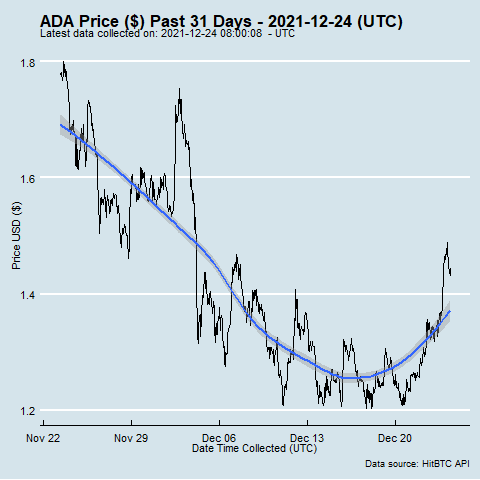 ADA Price ($) Past 31 Days - 2021-12-24 (UTC)
Latest data collected on: 2021-12-24 08:00:08 - UTC
1.8
1.6
1.4
1.2
Price USD ($)
Nov 22 Nov 29 Dec 06 Dec 13 Dec 20
Date Time Collected (UTC)
Data source: HitBTC API